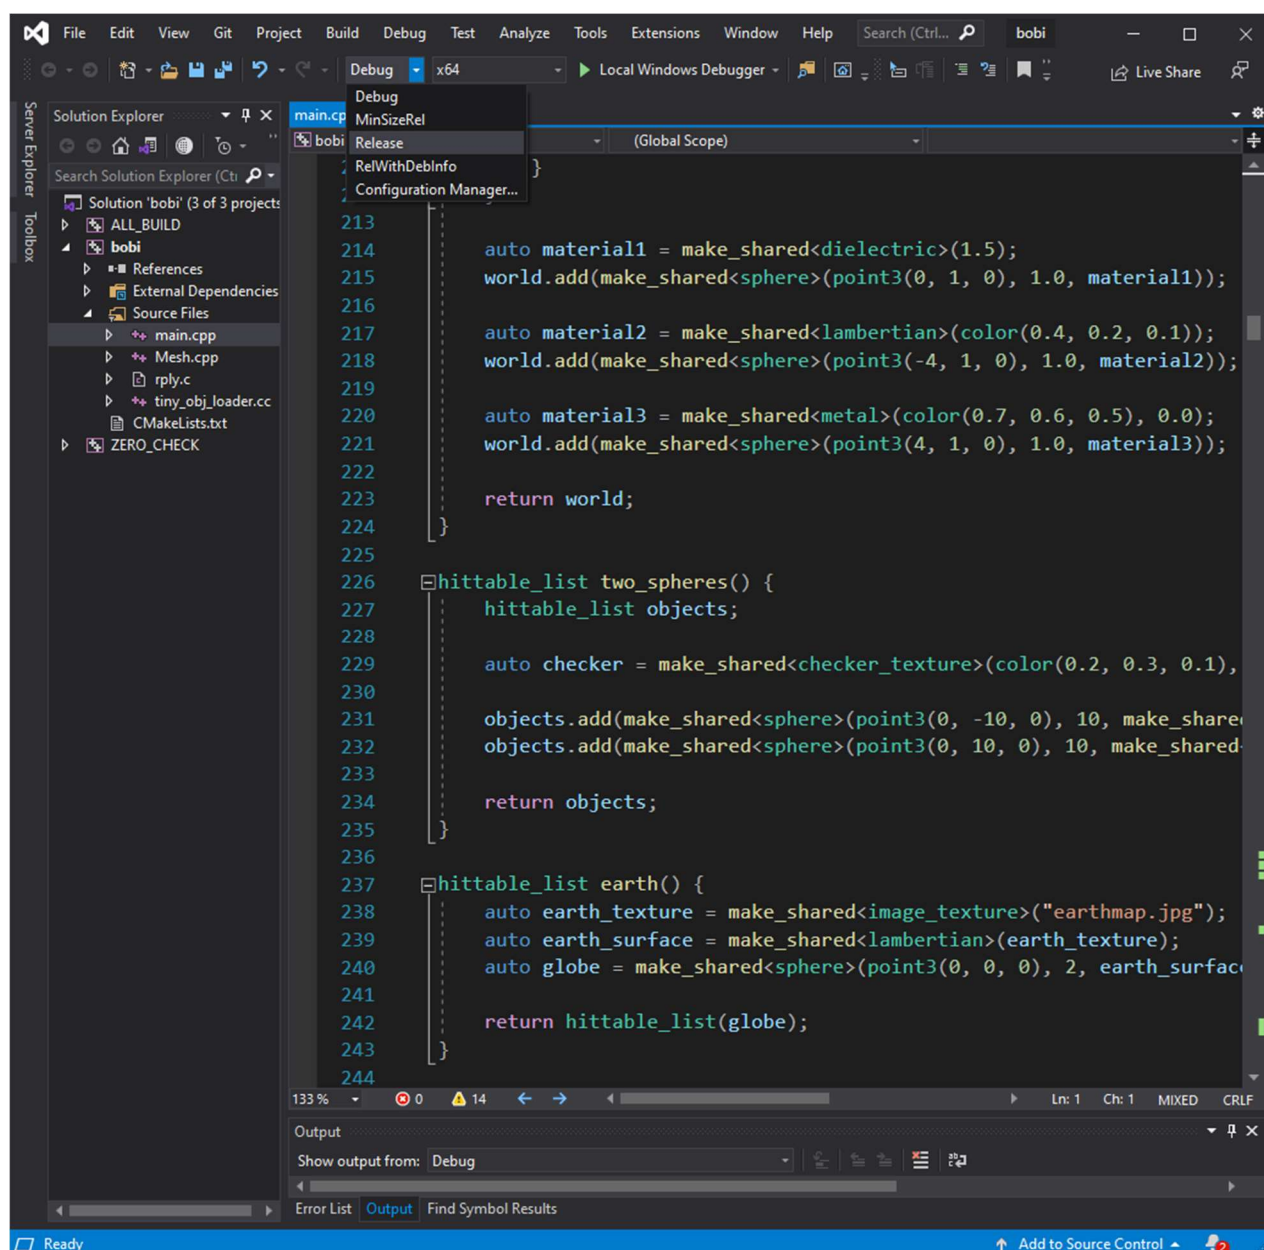 File Edit View Git Project Build Debug Test Analyze Tools Extensions Window Help Search (Ctrl... bobi
Debug x64 Local Windows Debugger Live Share
Debug
MinSizeRel
Release
RelWithDebInfo
Configuration Manager...
Server Explorer
Toolbox
Solution Explorer
Search Solution Explorer (Ctr
Solution 'bobi' (3 of 3 projects
ALL_BUILD
bobi
References
External Dependencies
Source Files
main.cpp
Mesh.cpp
rply.c
tiny_obj_loader.cc
CMakeLists.txt
ZERO_CHECK
main.cp
bobi (Global Scope)
}
213
214 auto material1 = make_shared<dielectric>(1.5);
215 world.add(make_shared<sphere>(point3(0, 1, 0), 1.0, material1));
216
217 auto material2 = make_shared<lambertian>(color(0.4, 0.2, 0.1));
218 world.add(make_shared<sphere>(point3(-4, 1, 0), 1.0, material2));
219
220 auto material3 = make_shared<metal>(color(0.7, 0.6, 0.5), 0.0);
221 world.add(make_shared<sphere>(point3(4, 1, 0), 1.0, material3));
222
223 return world;
224 }
225
226 hittable_list two_spheres() {
227 hittable_list objects;
228
229 auto checker = make_shared<checker_texture>(color(0.2, 0.3, 0.1),
230
231 objects.add(make_shared<sphere>(point3(0, -10, 0), 10, make_share
232 objects.add(make_shared<sphere>(point3(0, 10, 0), 10, make_shared
233
234 return objects;
235 }
236
237 hittable_list earth() {
238 auto earth_texture = make_shared<image_texture>("earthmap.jpg");
239 auto earth_surface = make_shared<lambertian>(earth_texture);
240 auto globe = make_shared<sphere>(point3(0, 0, 0), 2, earth_surfac
241
242 return hittable_list(globe);
243 }
244
133 % 0 14 Ln: 1 Ch: 1 MIXED CRLF
Output
Show output from: Debug
Error List Output Find Symbol Results
Ready Add to Source Control 2